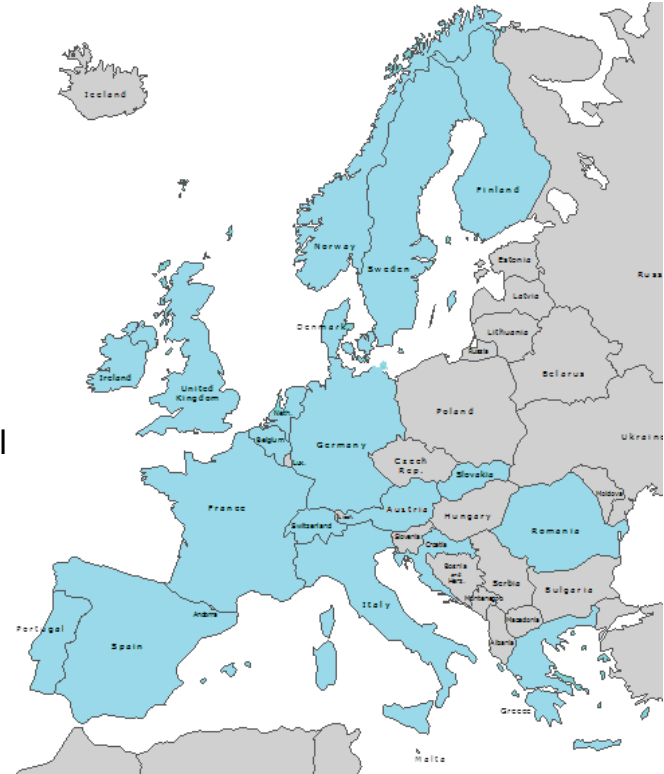 Iceland
Finland
Norway
Sweden
Estonia
Russ
Latvia
Denmark
Lithuania
Russia
Belarus
Ireland
United
Kingdom
Neth.
Poland
Belgium
Germany
Ukraine
Lux.
Czech
Rep.
Slovakia
Moldova
France
Austria
Switzerland
Hungary
Romania
Slovenia
Croatia
Bosnia
and
Herz.
Serbia
Bulgaria
Montenegro
Italy
Andorra
Macedonia
Portugal
Spain
Albania
Greece
Malta